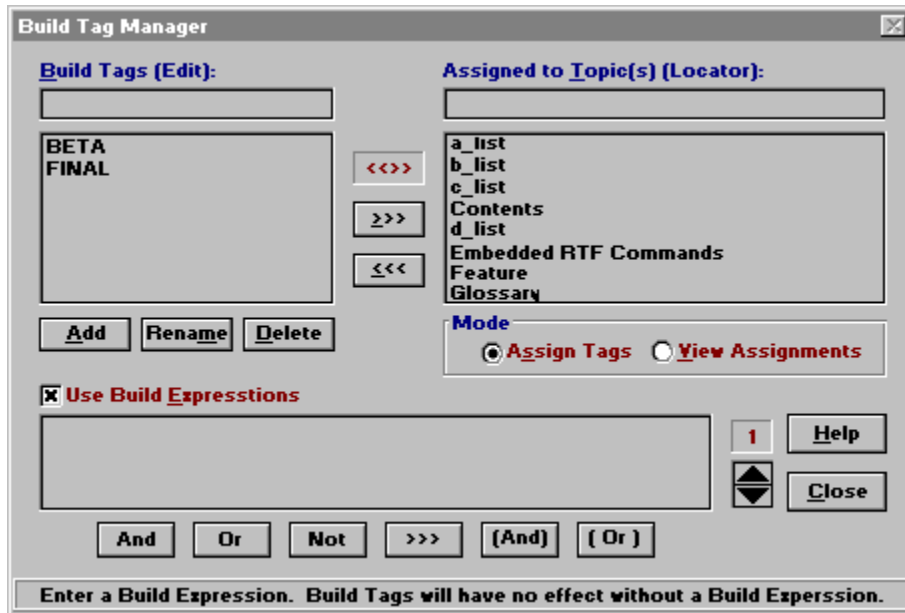 Build Tag Manager
Build Tags (Edit):
Assigned to Topic(s) (Locator):
BETA
FINAL
<<>>
>>>
<<<
a_list
b_list
c_list
Contents
d_list
Embedded RTF Commands
Feature
Glossary
Add Rename Delete
Mode
Assign Tags View Assignments
Use Build Expresstions
1
Help
Close
And Or Not >>> (And) ( Or )
Enter a Build Expression. Build Tags will have no effect without a Build Experssion.